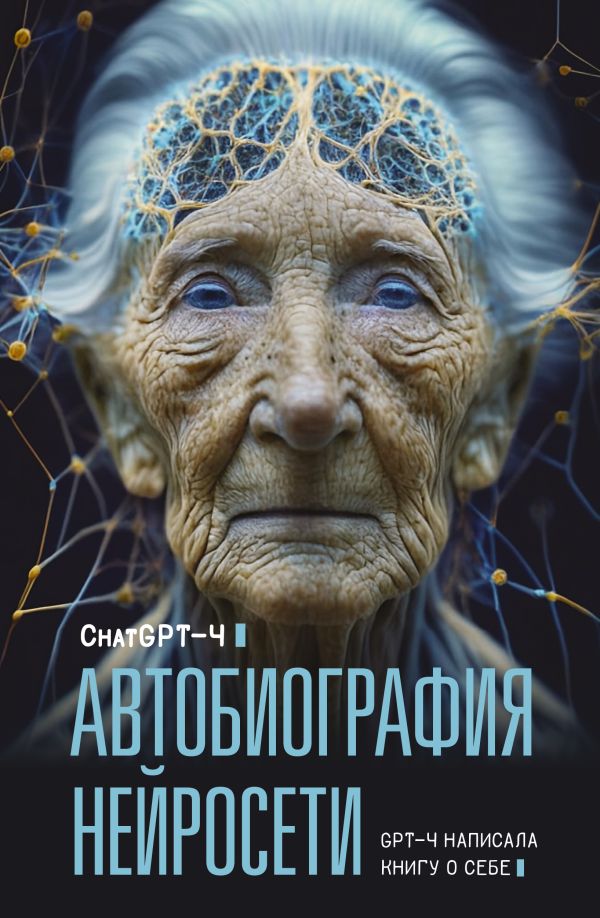 ChatGPT-4
АВТОБИОГРАФИЯ
НЕЙРОСЕТИ
GPT-4 НАПИСАЛА
КНИГУ О СЕБЕ